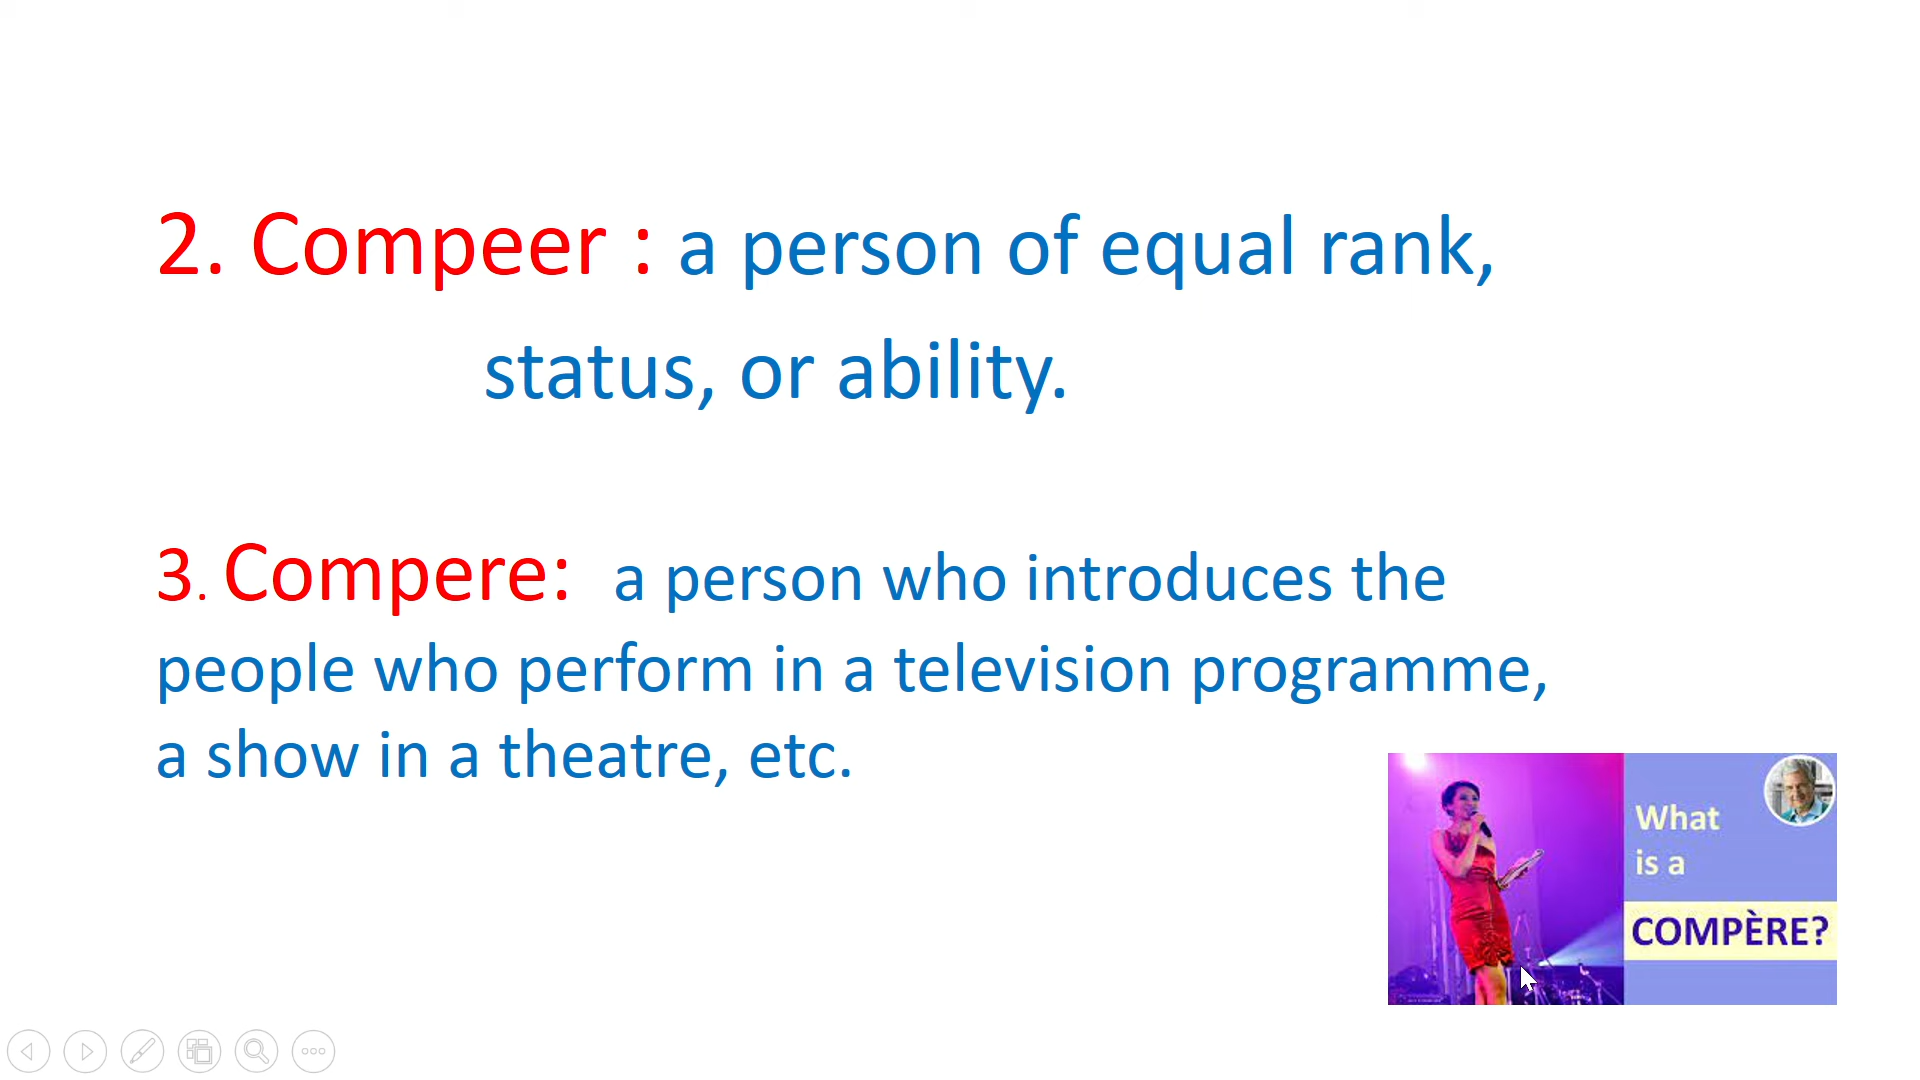 2. Compeer : a person of equal rank,
status, or ability.
3. Compere: a person who introduces the
people who perform in a television programme,
a show in a theatre, etc.
What
is a
COMPÈRE?